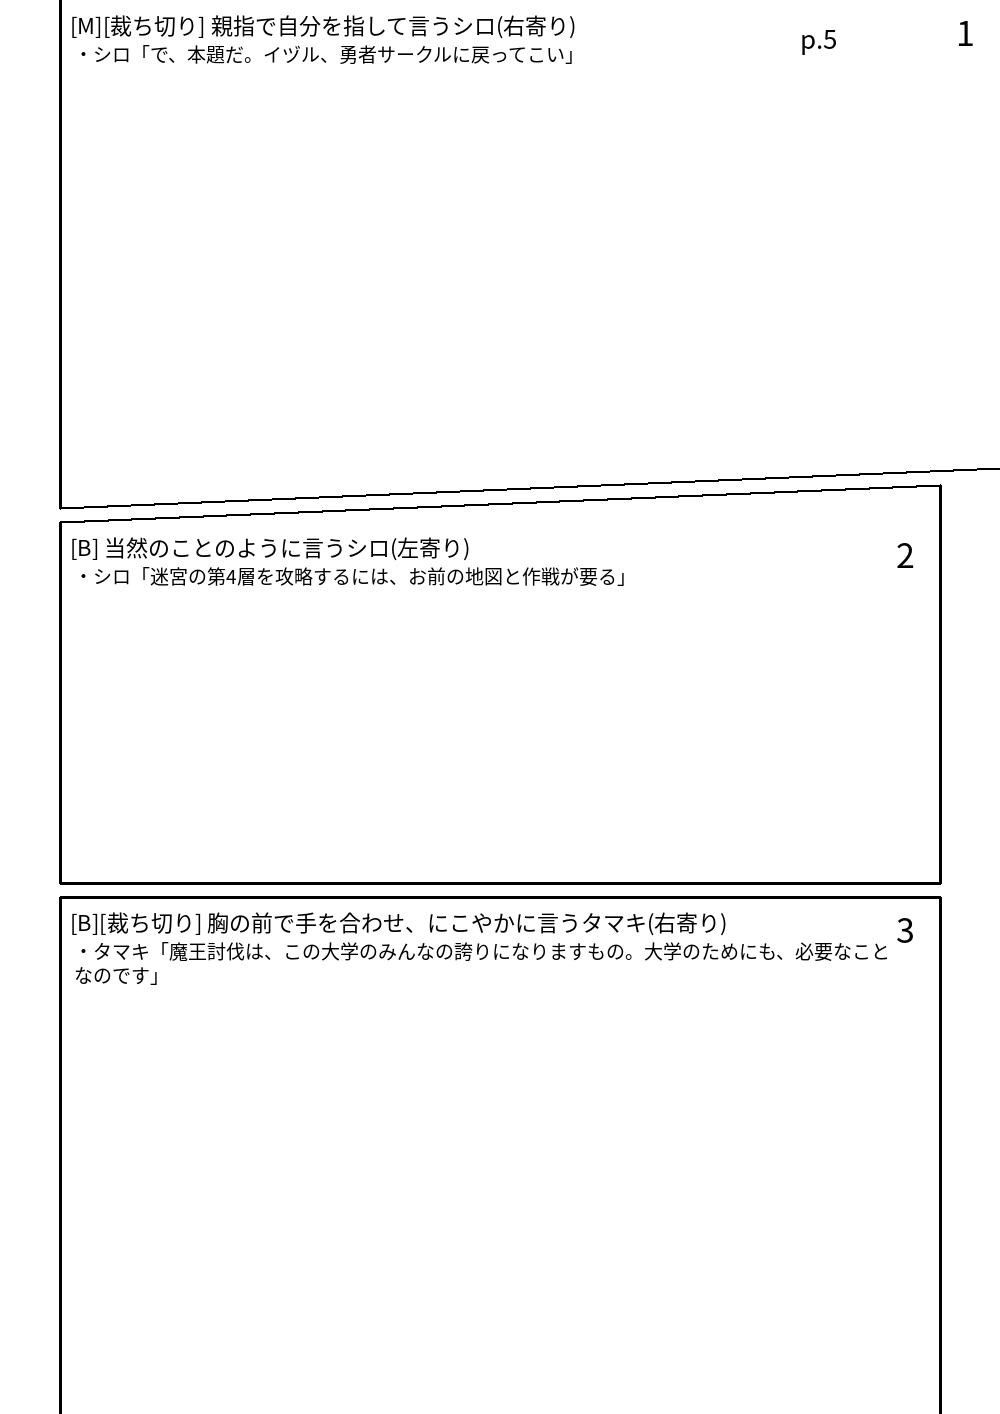 [M][裁ち切り] 親指で自分を指して言うシロ(右寄り)
・シロ「で、本題だ。イヅル、勇者サークルに戻ってこい」
p.5
1
[B] 当然のことのように言うシロ(左寄り)
・シロ「迷宮の第4層を攻略するには、お前の地図と作戦が要る」
2
[B][裁ち切り] 胸の前で手を合わせ、にこやかに言うタマキ(右寄り)
・タマキ「魔王討伐は、この大学のみんなの誇りになりますもの。大学のためにも、必要なこと
なのです」
3